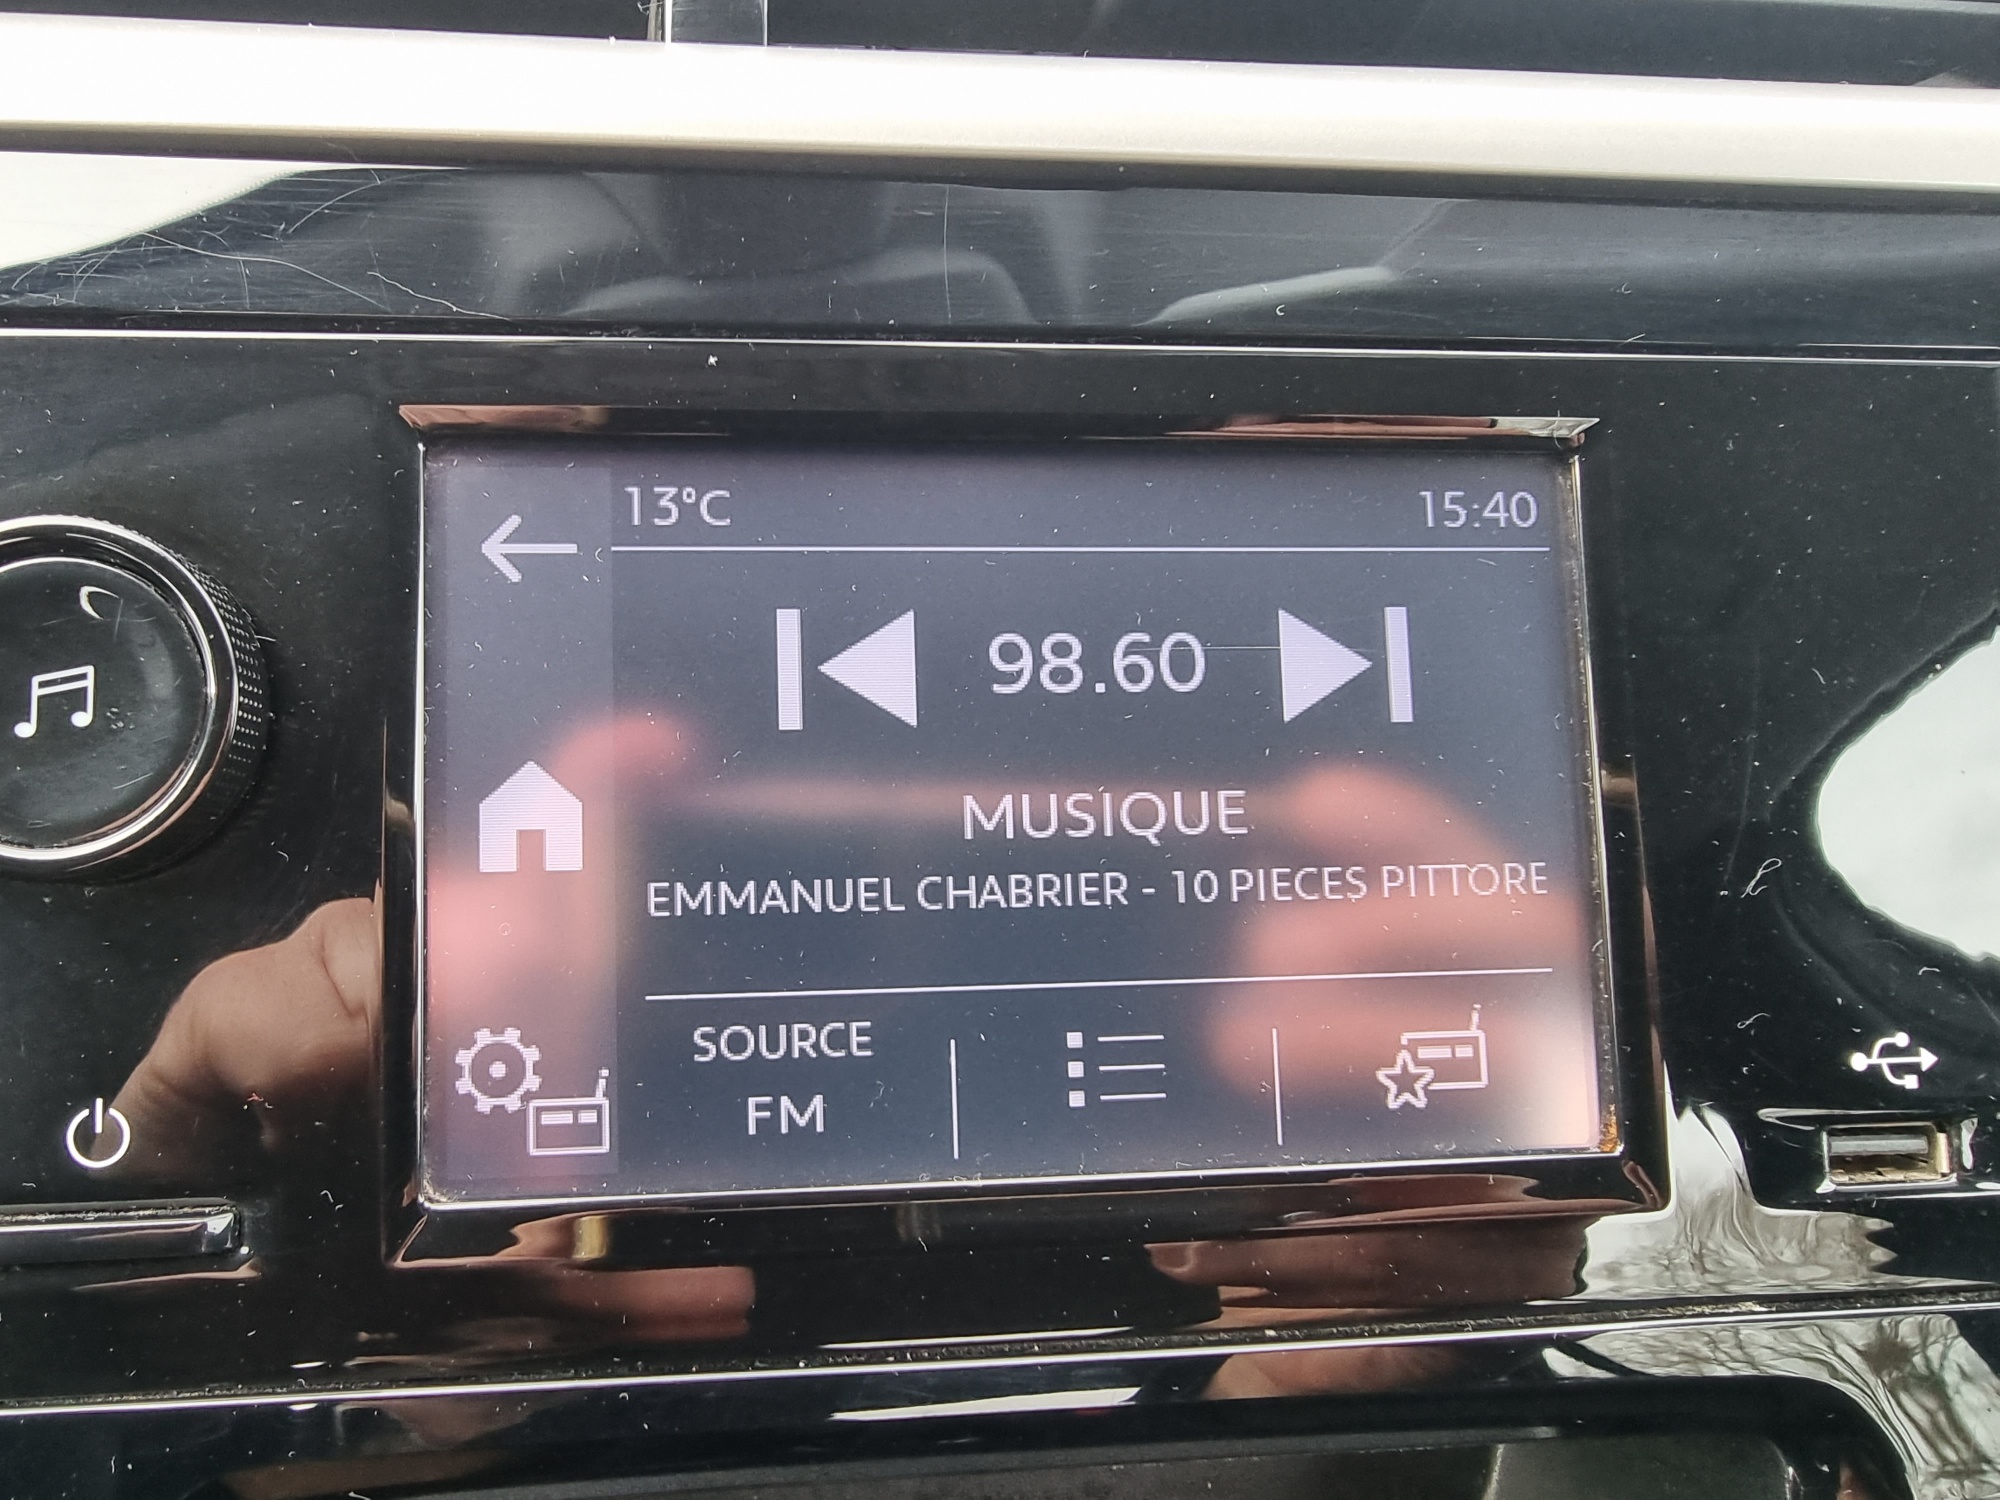 13°C
15:40
98.60
MUSIQUE
EMMANUEL CHABRIER - 10 PIECES PITTORE
SOURCE
FM